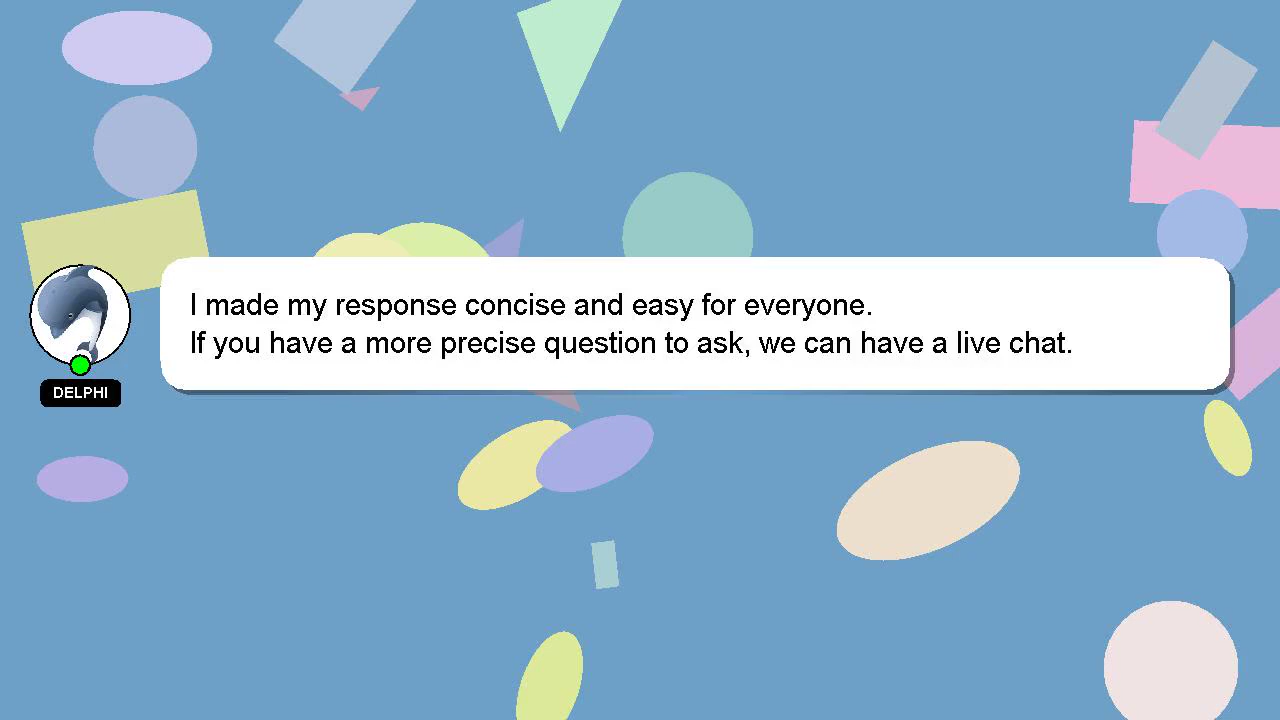 I made my response concise and easy for everyone.
If you have a more precise question to ask, we can have a live chat.
DELPHI